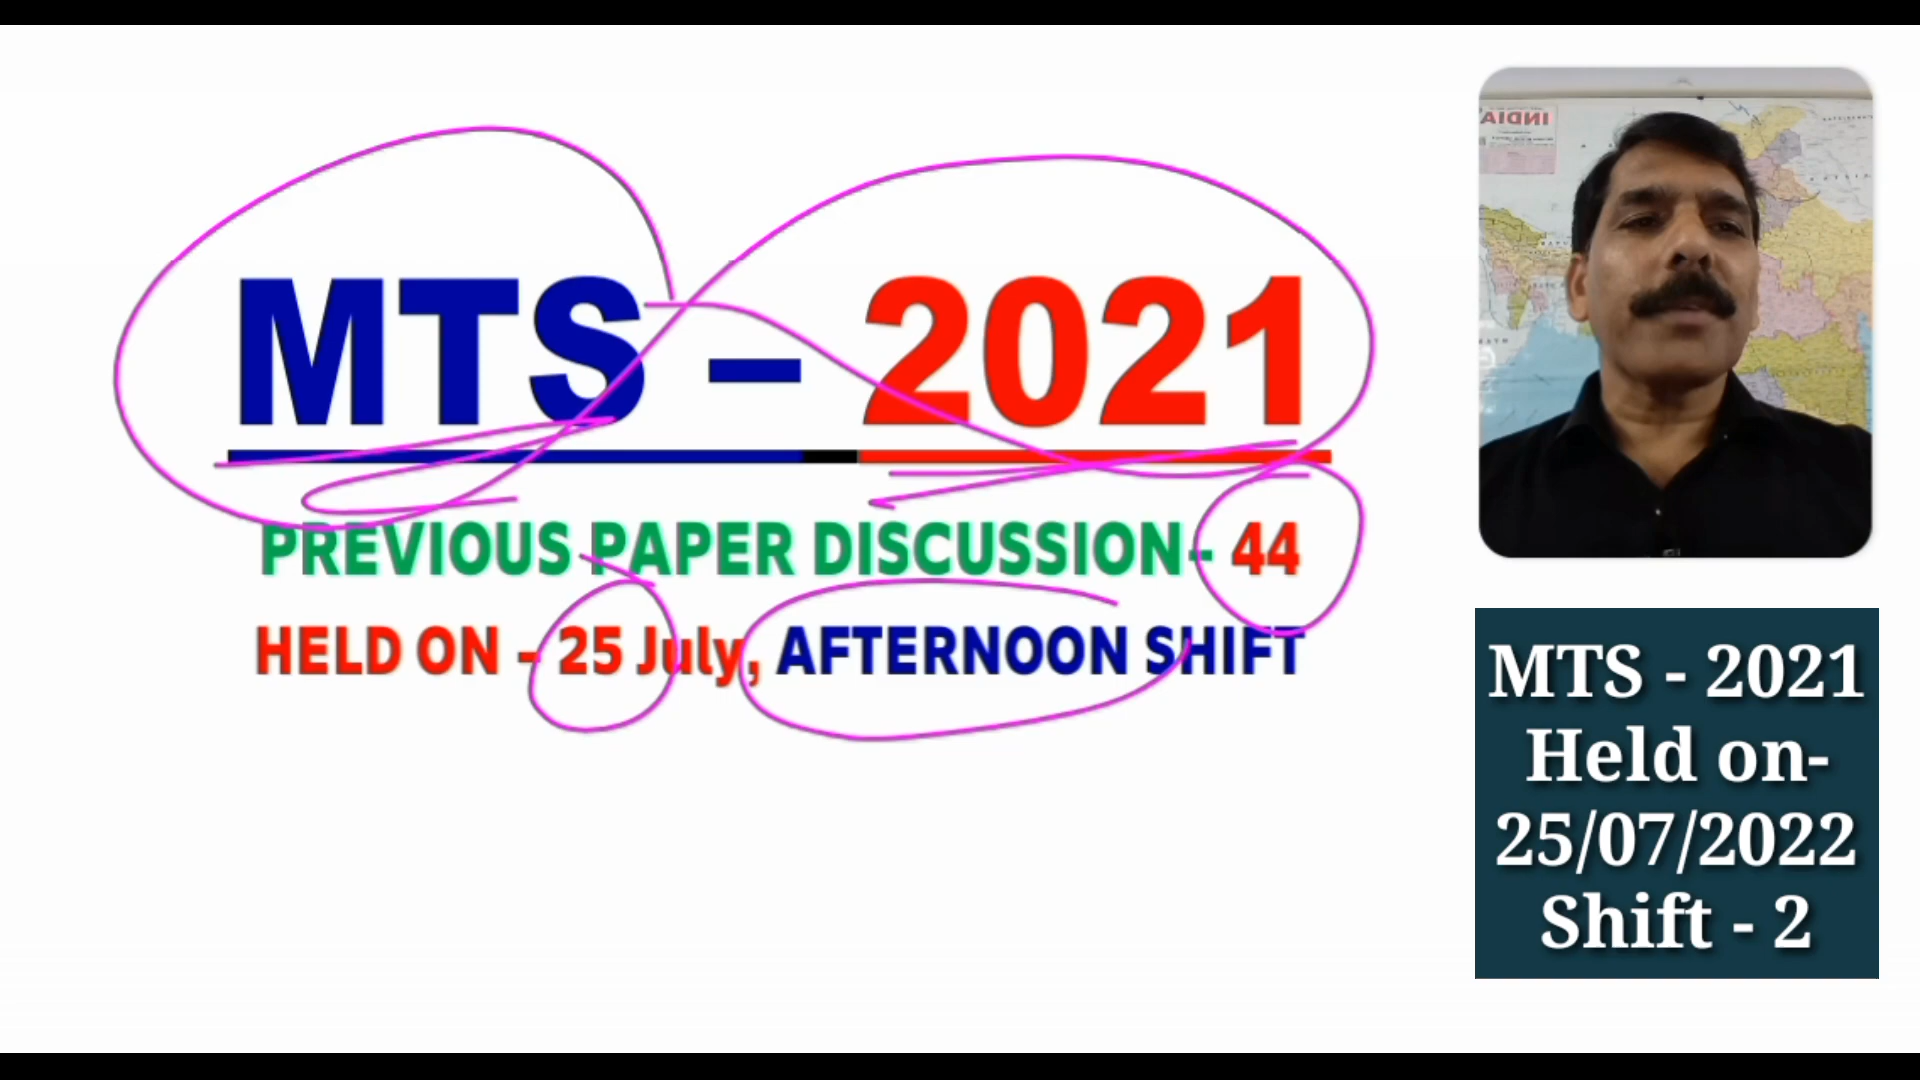 MTS – 2021
PREVIOUS PAPER DISCUSSION- 44
HELD ON - 25 July, AFTERNOON SHIFT
INDIA
MTS - 2021
Held on-
25/07/2022
Shift - 2